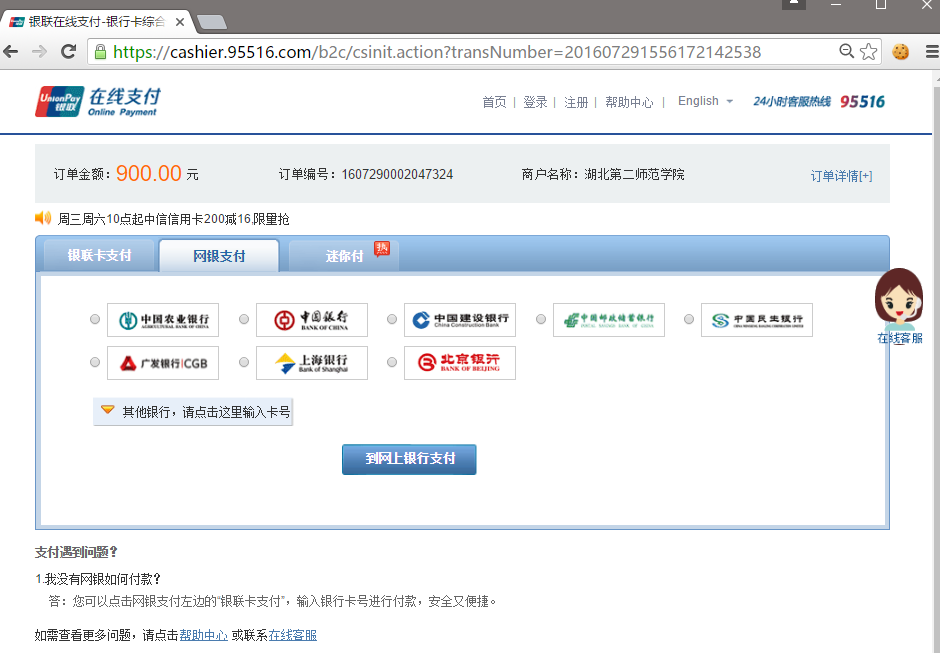 银联在线支付-银行卡综合
https://cashier.95516.com/b2c/csinit.action?transNumber=201607291556172142538
UnionPay 银联 在线支付 Online Payment
首页 | 登录 | 注册 | 帮助中心 | English 24小时客服热线 95516
订单金额：900.00 元 订单编号：1607290002047324 商户名称：湖北第二师范学院 订单详情[+]
周三周六10点起中信信用卡200减16,限量抢
银联卡支付 网银支付 迷你付 热
中国农业银行 AGRICULTURAL BANK OF CHINA 中国银行 BANK OF CHINA 中国建设银行 China Construction Bank 中国邮政储蓄银行 POSTAL SAVINGS BANK OF CHINA 中国民生银行
广发银行|CGB 上海银行 Bank of Shanghai 北京银行 BANK OF BEIJING
在线客服
其他银行，请点击这里输入卡号
到网上银行支付
支付遇到问题？
1.我没有网银如何付款？
答：您可以点击网银支付左边的“银联卡支付”，输入银行卡号进行付款，安全又便捷。
如需查看更多问题，请点击帮助中心 或联系在线客服